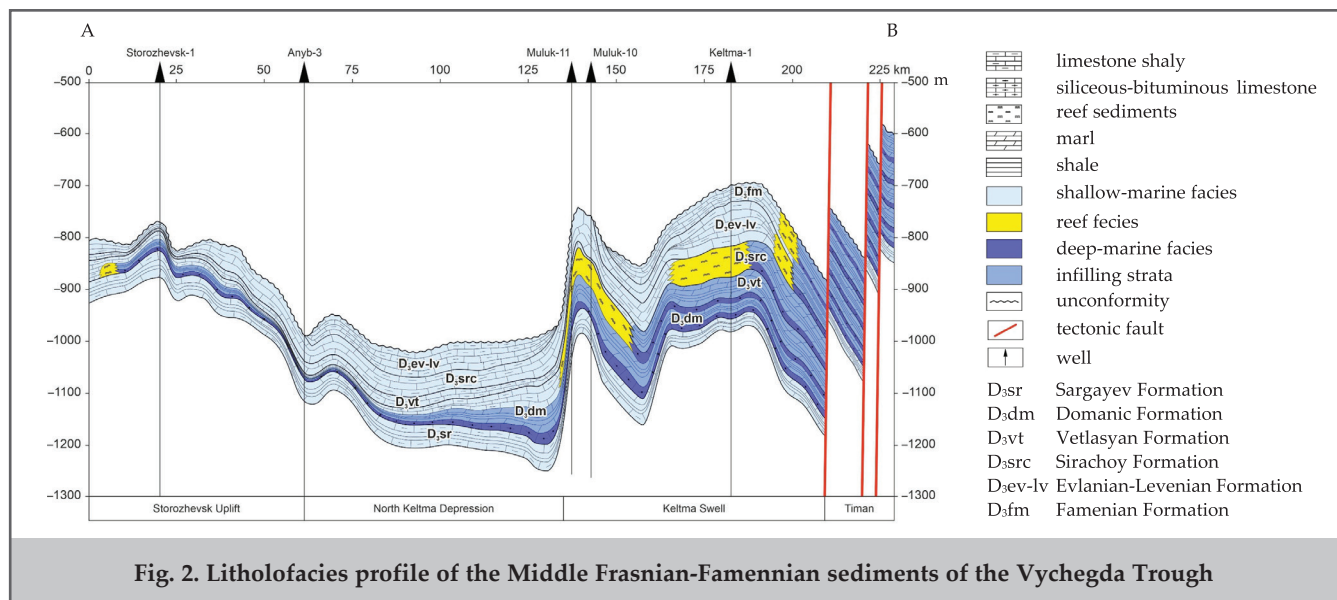 A B
Storozhevsk-1 Anyb-3 Muluk-11 Muluk-10 Keltma-1
0 25 50 75 100 125 150 175 200 225 km
–500 –500 m
–600 –600
–700 –700
–800 –800
–900 –900
–1000 –1000
–1100 –1100
–1200 –1200
–1300 –1300
D₃fm
D₃ev-lv
D₃src
D₃vt
D₃dm
D₃ev-lv
D₃src
D₃vt
D₃dm
D₃sr
Storozhevsk Uplift North Keltma Depression Keltma Swell Timan
limestone shaly
siliceous-bituminous limestone
reef sediments
marl
shale
shallow-marine facies
reef fecies
deep-marine facies
infilling strata
unconformity
tectonic fault
well
D₃sr Sargayev Formation
D₃dm Domanic Formation
D₃vt Vetlasyan Formation
D₃src Sirachoy Formation
D₃ev-lv Evlanian-Levenian Formation
D₃fm Famenian Formation
Fig. 2. Litholofacies profile of the Middle Frasnian-Famennian sediments of the Vychegda Trough